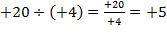 +20 ÷ (+4) = +20/+4 = +5